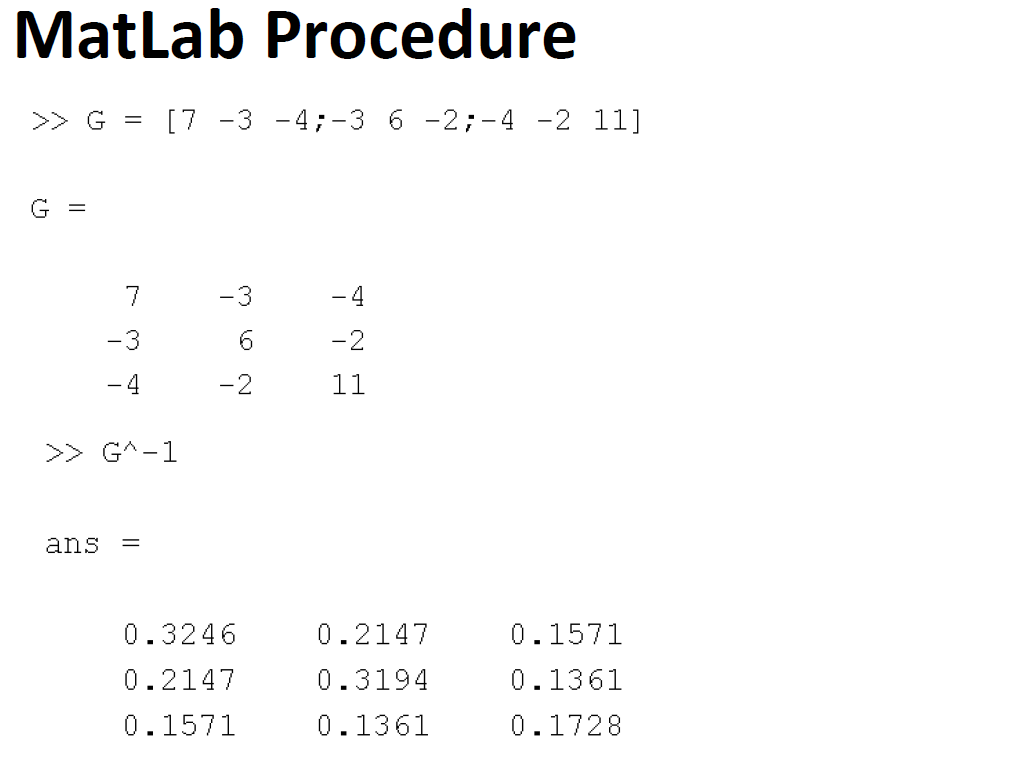 MatLab Procedure
>> G = [7 -3 -4;-3 6 -2;-4 -2 11]
G =
7 -3 -4
-3 6 -2
-4 -2 11
>> G^-1
ans =
0.3246 0.2147 0.1571
0.2147 0.3194 0.1361
0.1571 0.1361 0.1728